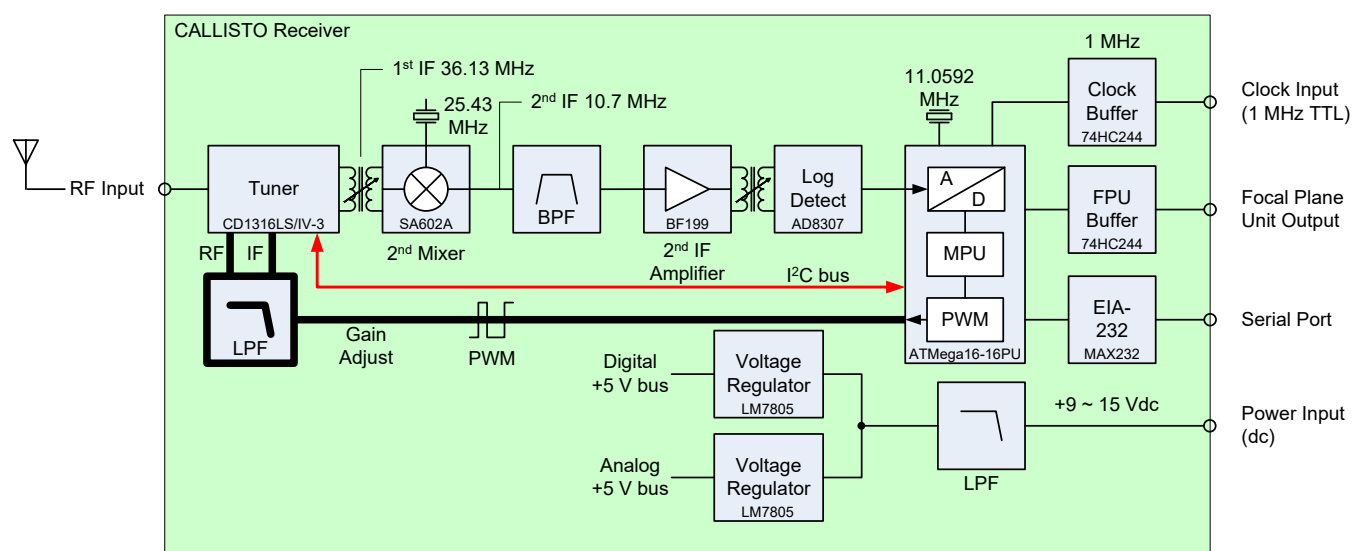 CALLISTO Receiver
1st IF 36.13 MHz
25.43
MHz
2nd IF 10.7 MHz
11.0592
MHz
1 MHz
Clock
Buffer
74HC244
Clock Input
(1 MHz TTL)
RF Input
Tuner
CD1316LS/IV-3
SA602A
2nd Mixer
BPF
BF199
2nd IF
Amplifier
Log
Detect
AD8307
A
D
MPU
PWM
ATMega16-16PU
FPU
Buffer
74HC244
Focal Plane
Unit Output
RF
IF
I2C bus
LPF
Gain
Adjust
PWM
EIA-
232
MAX232
Serial Port
Digital
+5 V bus
Voltage
Regulator
LM7805
+9 ~ 15 Vdc
Power Input
(dc)
LPF
Analog
+5 V bus
Voltage
Regulator
LM7805